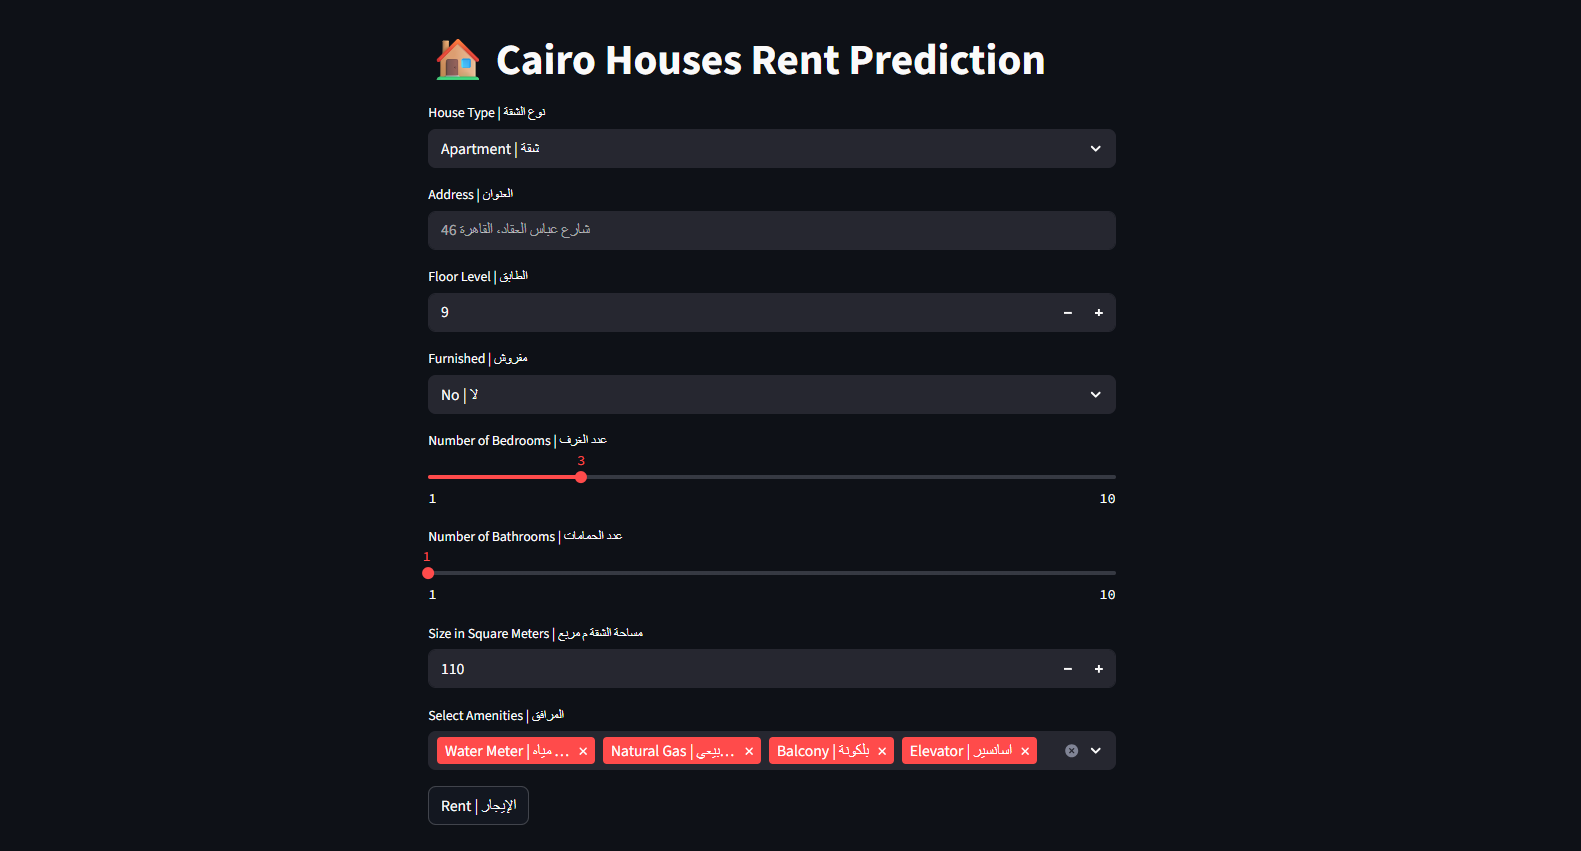 Cairo Houses Rent Prediction
House Type | نوع الشقة
Apartment | شقة
Address | العنوان
46 شارع عباس العقاد، القاهرة
Floor Level | الطابق
9
Furnished | مفروش
No | لا
Number of Bedrooms | عدد الغرف
3
1 10
Number of Bathrooms | عدد الحمامات
1
1 10
Size in Square Meters | مساحة الشقة م مربع
110
Select Amenities | المرافق
Water Meter | مياه ... Natural Gas | بيعي... Balcony | بلكونة Elevator | اسانسير
Rent | الإيجار